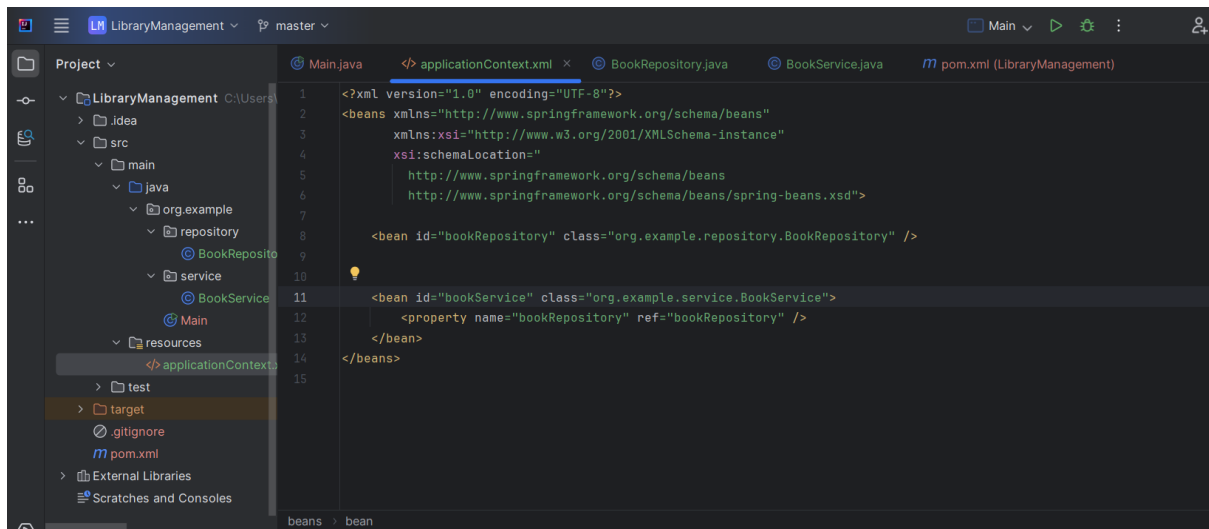 LM LibraryManagement master Main
Project
Main.java applicationContext.xml BookRepository.java BookService.java pom.xml (LibraryManagement)
LibraryManagement C:\Users\
.idea
src
main
java
org.example
repository
BookReposito
service
BookService
Main
resources
applicationContext.
test
target
.gitignore
pom.xml
External Libraries
Scratches and Consoles
1 <?xml version="1.0" encoding="UTF-8"?>
2 <beans xmlns="http://www.springframework.org/schema/beans"
3 xmlns:xsi="http://www.w3.org/2001/XMLSchema-instance"
4 xsi:schemaLocation="
5 http://www.springframework.org/schema/beans
6 http://www.springframework.org/schema/beans/spring-beans.xsd">
7
8 <bean id="bookRepository" class="org.example.repository.BookRepository" />
9
10
11 <bean id="bookService" class="org.example.service.BookService">
12 <property name="bookRepository" ref="bookRepository" />
13 </bean>
14 </beans>
15
beans > bean